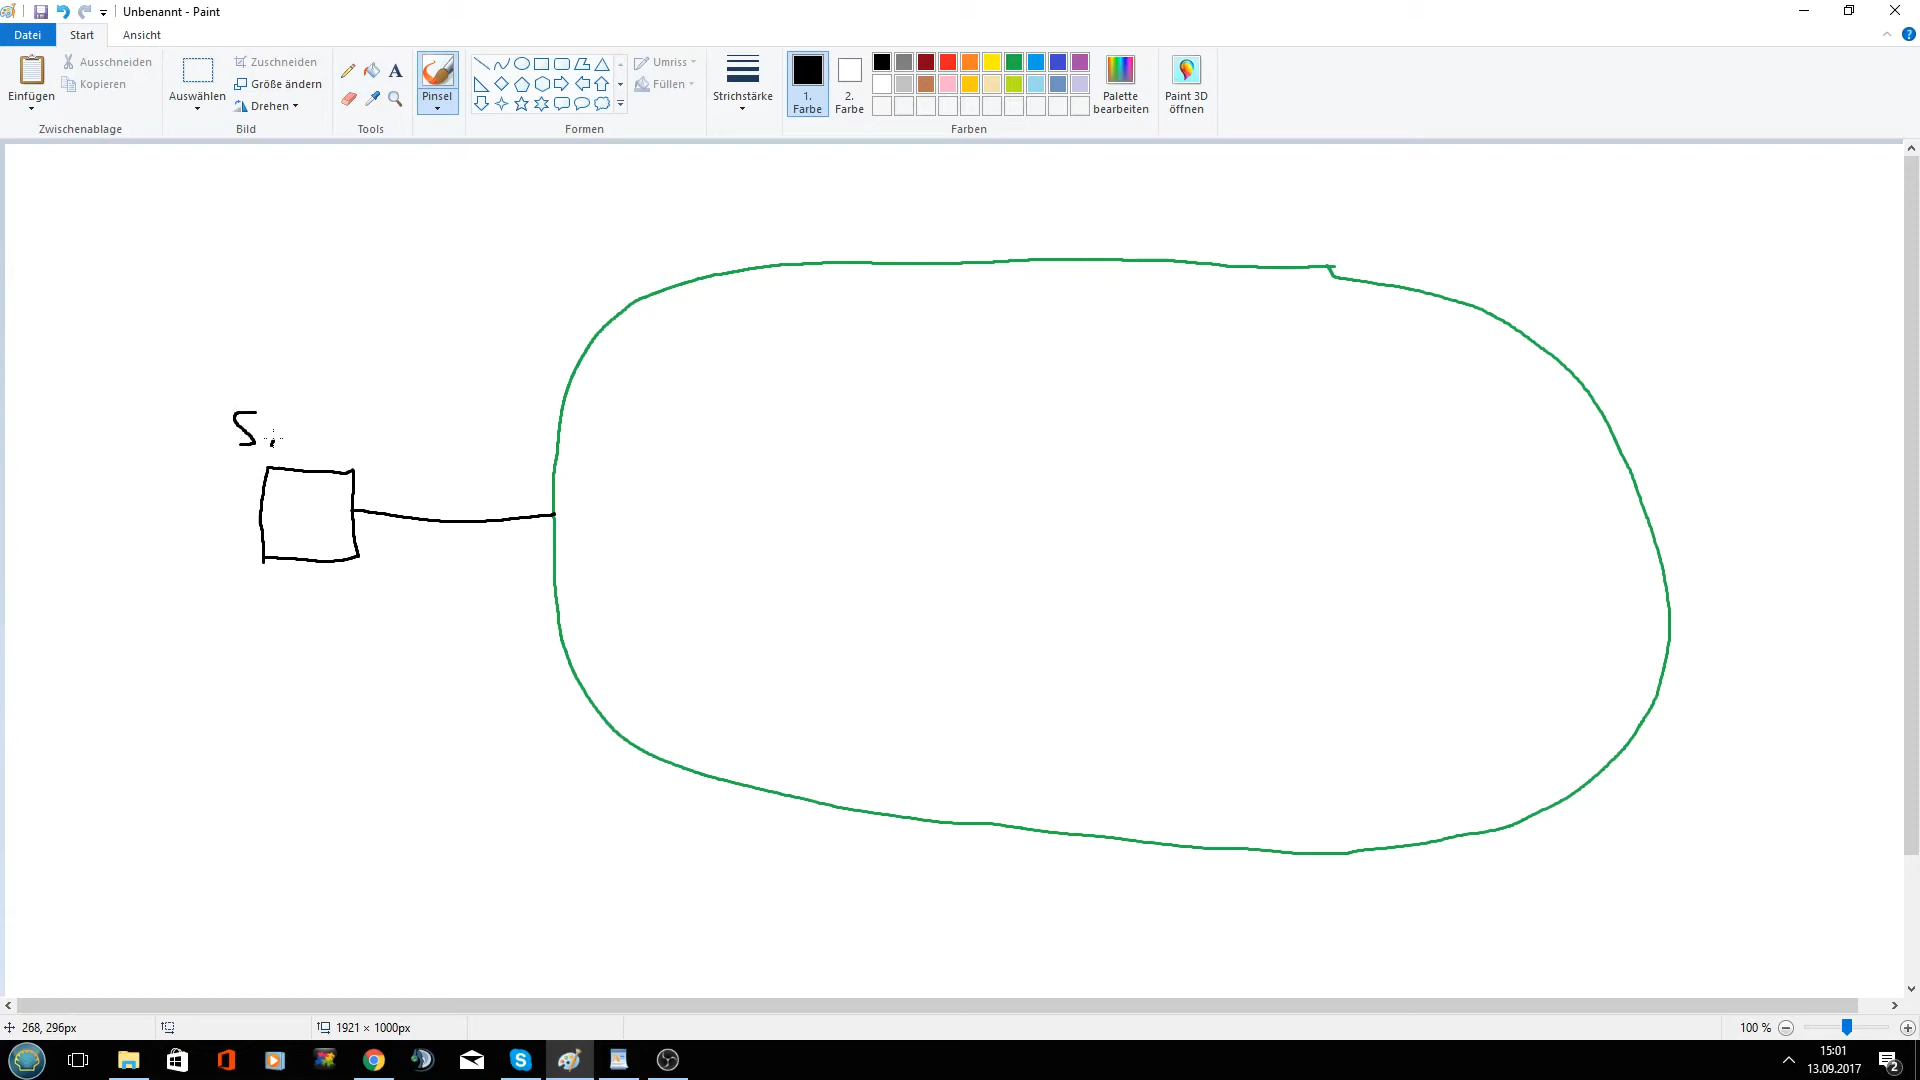 Unbenannt - Paint
Datei Start Ansicht
Einfügen
Ausschneiden
Kopieren
Zwischenablage
Auswählen
Zuschneiden
Größe ändern
Drehen
Bild
Tools
Pinsel
Formen
Umriss
Füllen
Strichstärke
1. Farbe
2. Farbe
Palette bearbeiten
Paint 3D öffnen
Farben
S
268, 296px
1921 × 1000px
100 %
15:01
13.09.2017
2